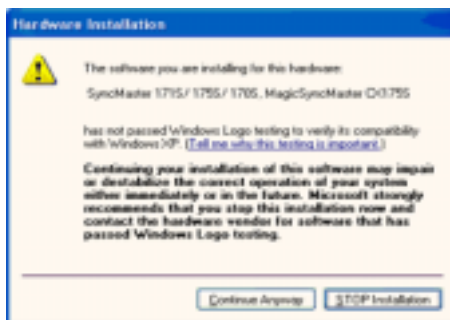 Hardware Installation
The software you are installing for this hardware:
SyncMaster 171S/ 175S/ 170S, MagicSyncMaster CX175S
has not passed Windows Logo testing to verify its compatibility
with Windows XP. (Tell me why this testing is important.)
Continuing your installation of this software may impair
or destabilize the correct operation of your system
either immediately or in the future. Microsoft strongly
recommends that you stop this installation now and
contact the hardware vendor for software that has
passed Windows Logo testing.
Continue Anyway
STOP Installation